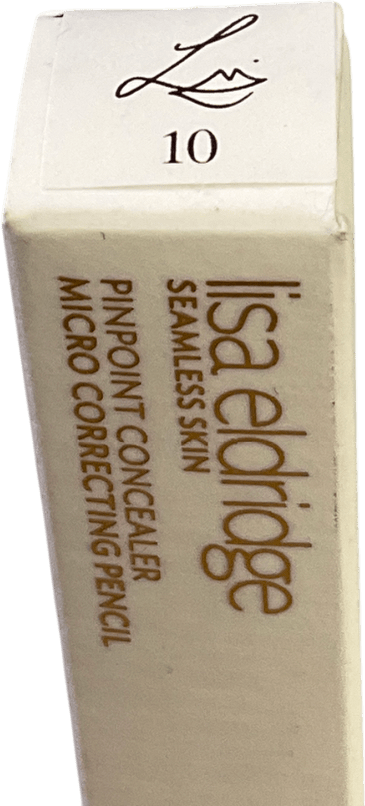 10
lisa eldridge
SEAMLESS SKIN
PINPOINT CONCEALER
MICRO CORRECTING PENCIL